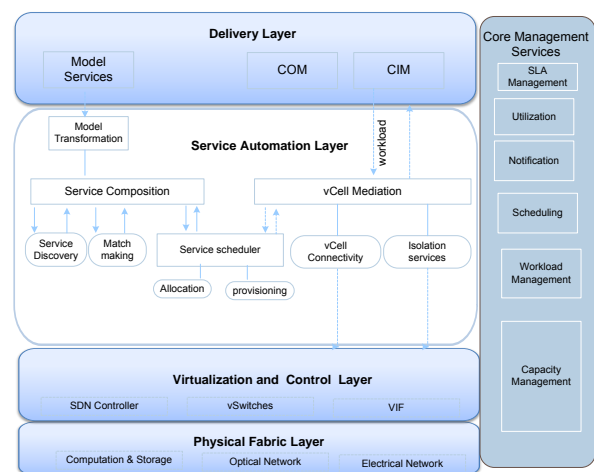 Delivery Layer
Model
Services
COM
CIM
Model
Transformation
Service Automation Layer
workload
Service Composition
vCell Mediation
Service
Discovery
Match
making
Service scheduler
vCell
Connectivity
Isolation
services
Allocation
provisioning
Virtualization and Control Layer
SDN Controller
vSwitches
VIF
Physical Fabric Layer
Computation & Storage
Optical Network
Electrical Network
Core Management
Services
SLA
Management
Utilization
Notification
Scheduling
Workload
Management
Capacity
Management